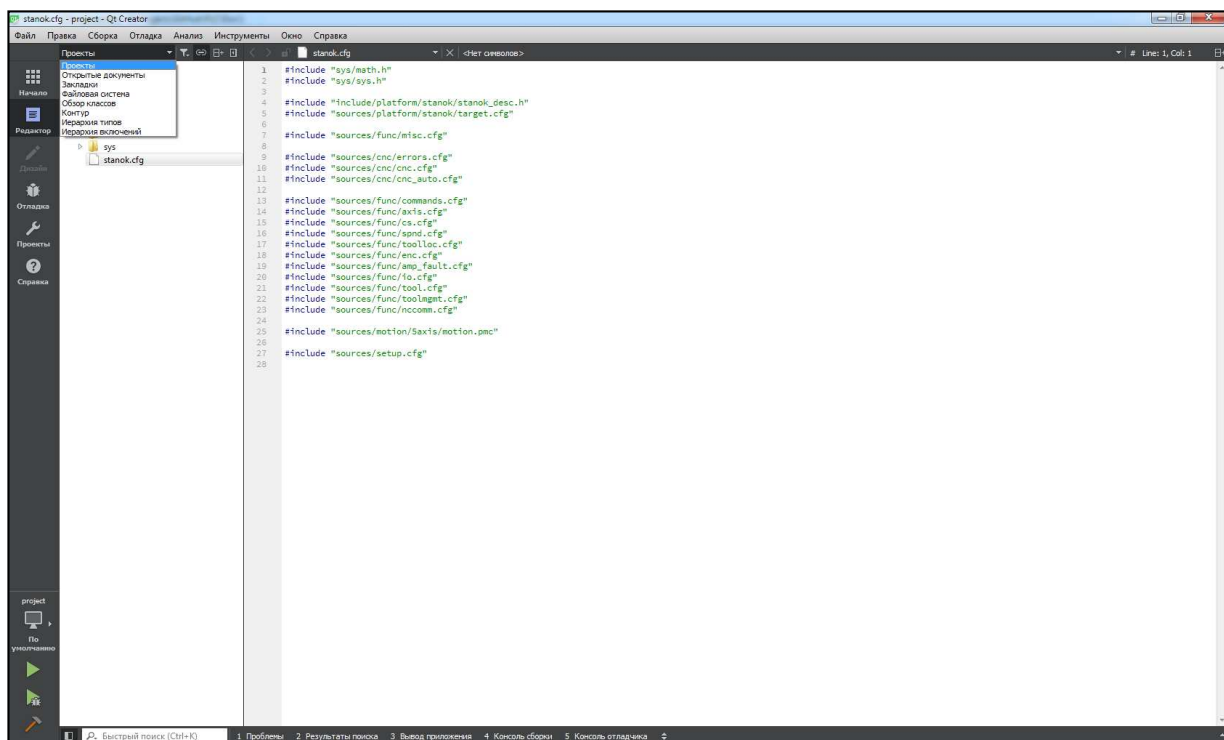 stanok.cfg - project - Qt Creator
Файл Правка Сборка Отладка Анализ Инструменты Окно Справка
Проекты stanok.cfg <Нет символов> # Line: 1, Col: 1
Проекты
Открытые документы
Закладки
Файловая система
Обзор классов
Контур
Иерархия типов
Иерархия включений
sys
stanok.cfg
Начало
Редактор
Дизайн
Отладка
Проекты
Справка
1 #include "sys/math.h"
2 #include "sys/sys.h"
3
4 #include "include/platform/stanok/stanok_desc.h"
5 #include "sources/platform/stanok/target.cfg"
6
7 #include "sources/func/misc.cfg"
8
9 #include "sources/cnc/errors.cfg"
10 #include "sources/cnc/cnc.cfg"
11 #include "sources/cnc/cnc_auto.cfg"
12
13 #include "sources/func/commands.cfg"
14 #include "sources/func/axis.cfg"
15 #include "sources/func/cs.cfg"
16 #include "sources/func/spnd.cfg"
17 #include "sources/func/toolloc.cfg"
18 #include "sources/func/enc.cfg"
19 #include "sources/func/amp_fault.cfg"
20 #include "sources/func/io.cfg"
21 #include "sources/func/tool.cfg"
22 #include "sources/func/toolmgmt.cfg"
23 #include "sources/func/nccomm.cfg"
24
25 #include "sources/motion/5axis/motion.pmc"
26
27 #include "sources/setup.cfg"
28
project
По
умолчанию
Быстрый поиск (Ctrl+K) 1 Проблемы 2 Результаты поиска 3 Вывод приложения 4 Консоль сборки 5 Консоль отладчика